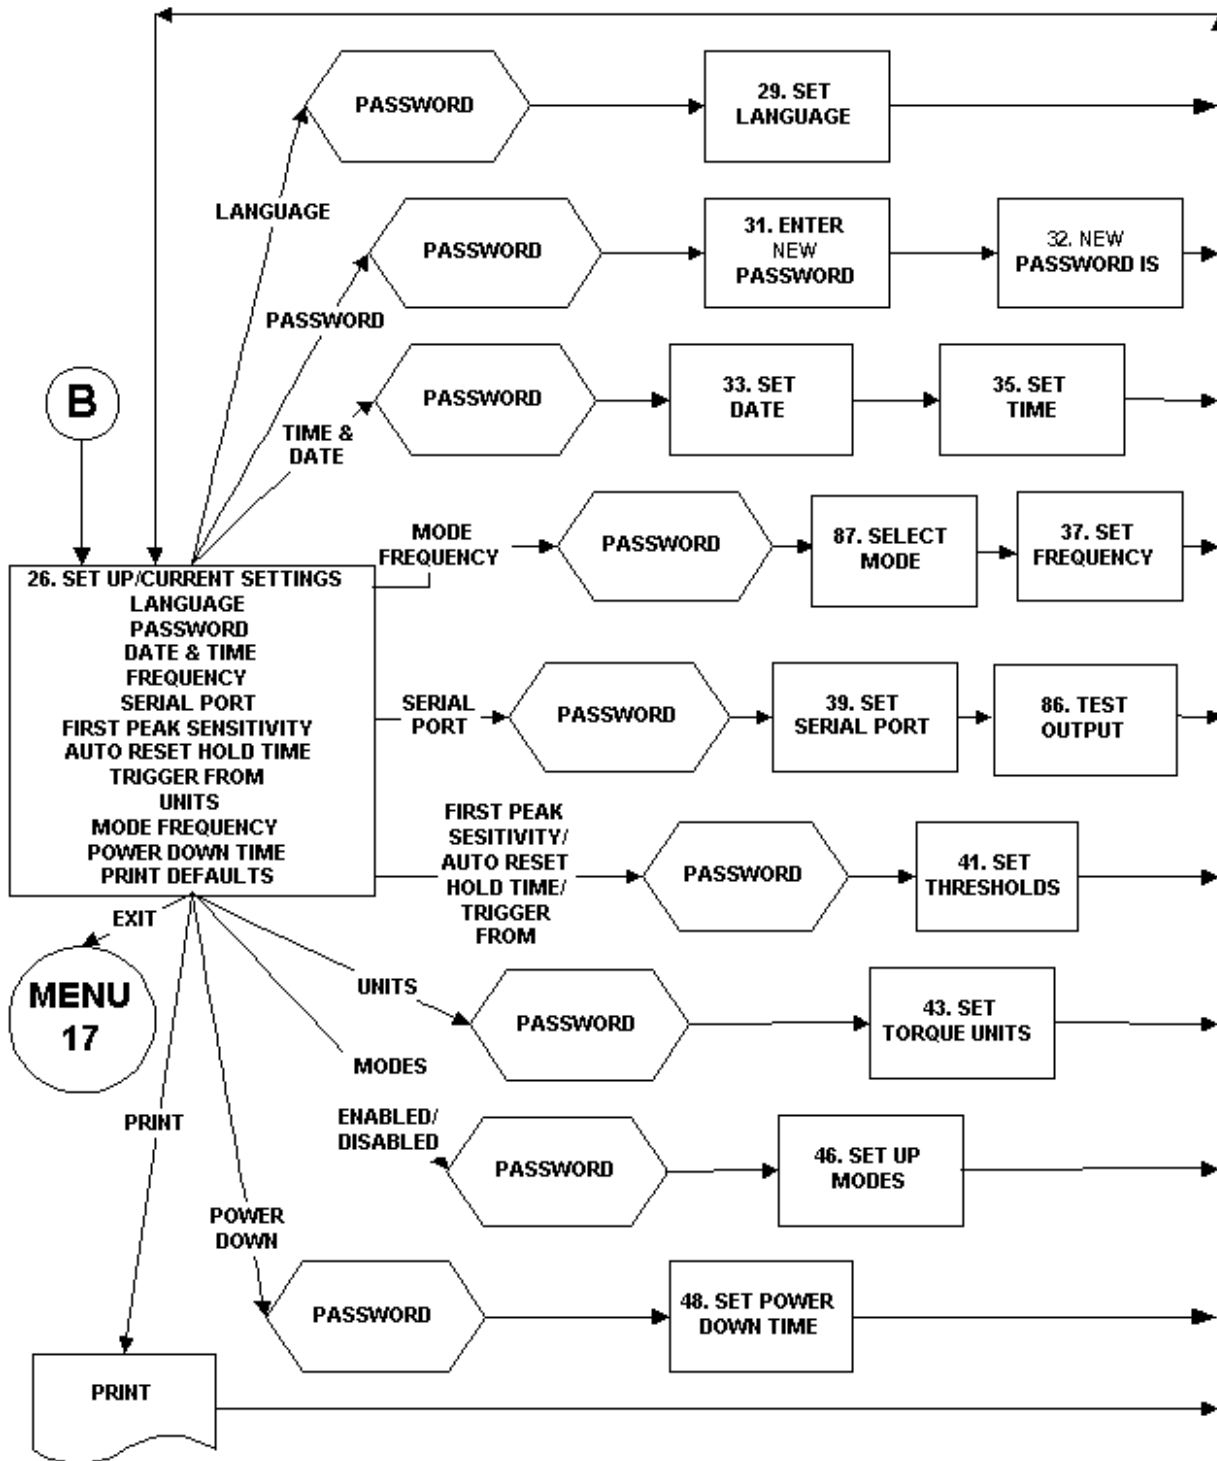 PASSWORD
29. SET
LANGUAGE
LANGUAGE
PASSWORD
31. ENTER
NEW
PASSWORD
32. NEW
PASSWORD IS
PASSWORD
PASSWORD
33. SET
DATE
35. SET
TIME
TIME &
DATE
B
MODE
FREQUENCY
PASSWORD
87. SELECT
MODE
37. SET
FREQUENCY
26. SET UP/CURRENT SETTINGS
LANGUAGE
PASSWORD
DATE & TIME
FREQUENCY
SERIAL PORT
FIRST PEAK SENSITIVITY
AUTO RESET HOLD TIME
TRIGGER FROM
UNITS
MODE FREQUENCY
POWER DOWN TIME
PRINT DEFAULTS
SERIAL
PORT
PASSWORD
39. SET
SERIAL PORT
86. TEST
OUTPUT
FIRST PEAK
SESITIVITY/
AUTO RESET
HOLD TIME/
TRIGGER
FROM
PASSWORD
41. SET
THRESHOLDS
EXIT
MENU
17
UNITS
PASSWORD
43. SET
TORQUE UNITS
MODES
ENABLED/
DISABLED
PASSWORD
46. SET UP
MODES
PRINT
POWER
DOWN
PASSWORD
48. SET POWER
DOWN TIME
PRINT